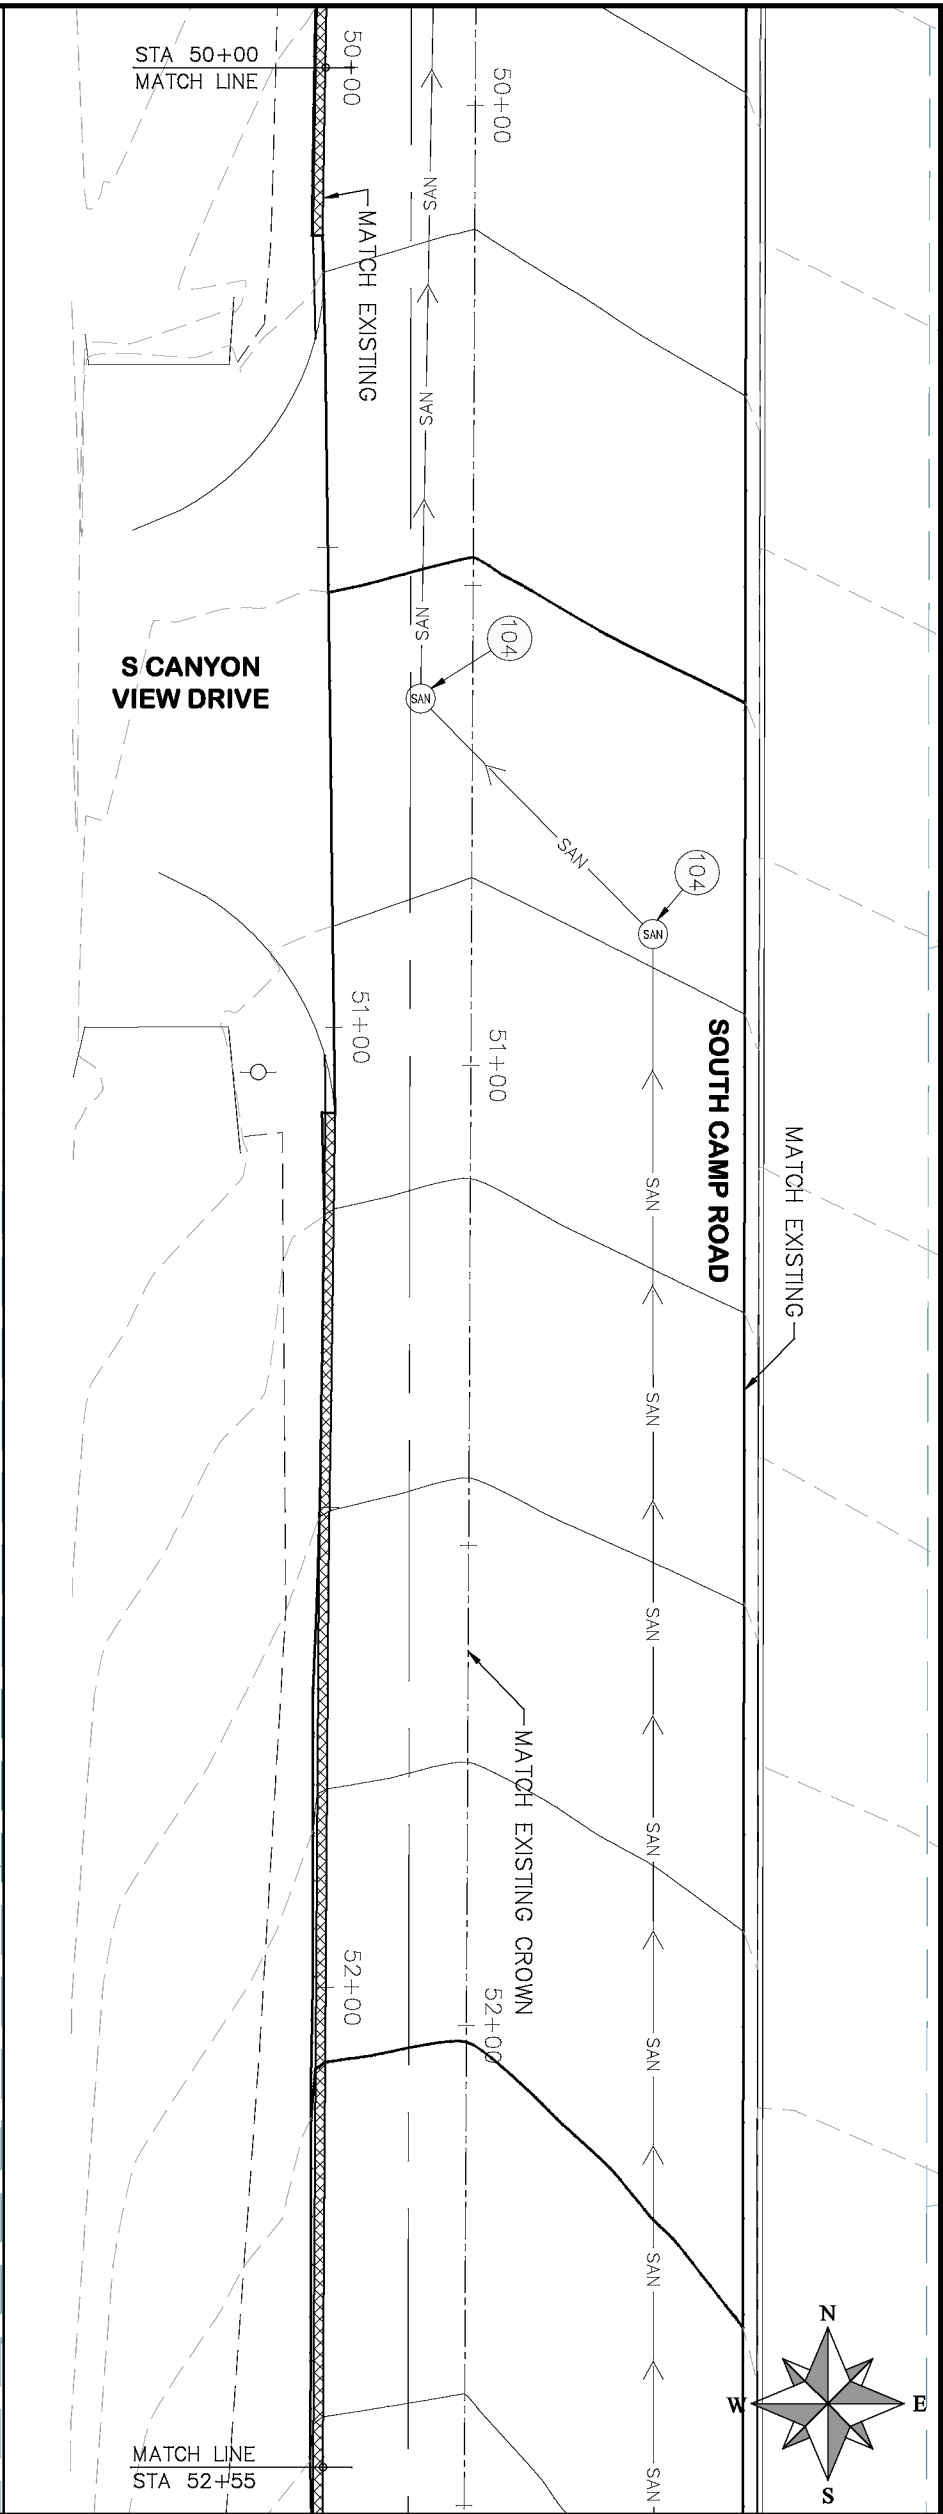 STA 50+00
MATCH LINE
50+00
50+00
SAN
MATCH EXISTING
SAN
SAN
104
S CANYON
VIEW DRIVE
SAN
SAN
104
SAN
SOUTH CAMP ROAD
51+00
51+00
MATCH EXISTING
SAN
SAN
SAN
MATCH EXISTING CROWN
SAN
52+00
52+00
SAN
SAN
N
W
E
S
MATCH LINE
STA 52+55
SAN